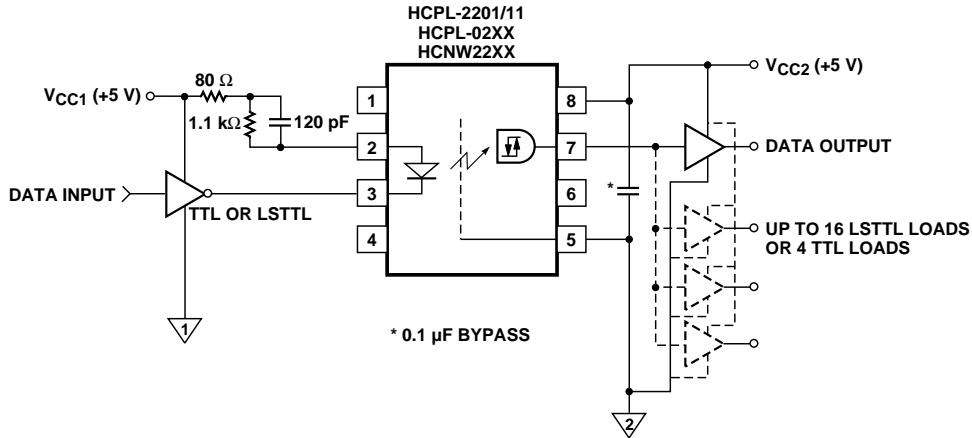 HCPL-2201/11
HCPL-02XX
HCNW22XX
VCC1 (+5 V)
80 Ω
1.1 kΩ
120 pF
1
2
3
4
8
7
6
5
VCC2 (+5 V)
DATA OUTPUT
DATA INPUT
TTL OR LSTTL
UP TO 16 LSTTL LOADS
OR 4 TTL LOADS
*
* 0.1 µF BYPASS
1
2